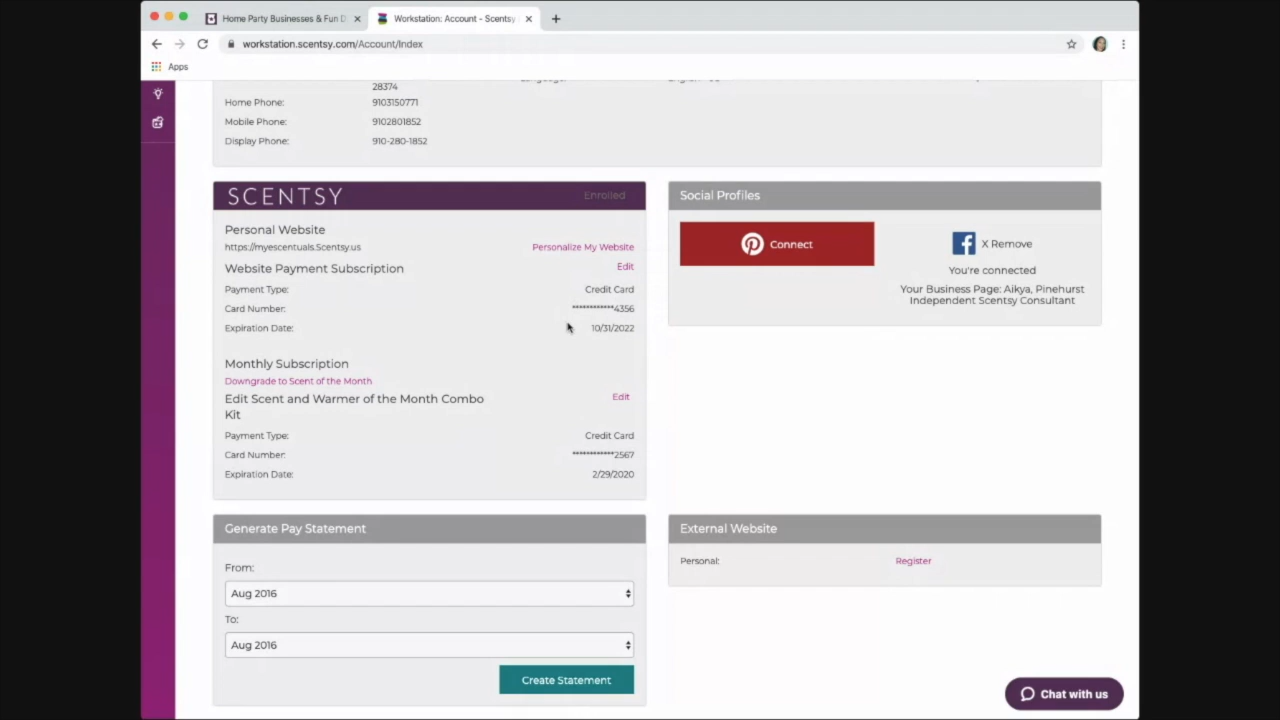 Home Party Businesses & Fun D
Workstation: Account - Scentsy
workstation.scentsy.com/Account/Index
Apps
28374
Home Phone: 9103150771
Mobile Phone: 9102801852
Display Phone: 910-280-1852
SCENTSY Enrolled
Personal Website
https://myescentuals.Scentsy.us Personalize My Website
Website Payment Subscription Edit
Payment Type: Credit Card
Card Number: ************4356
Expiration Date: 10/31/2022
Monthly Subscription
Downgrade to Scent of the Month
Edit Scent and Warmer of the Month Combo Edit
Kit
Payment Type: Credit Card
Card Number: ************2567
Expiration Date: 2/29/2020
Social Profiles
Connect
X Remove
You're connected
Your Business Page: Aikya, Pinehurst
Independent Scentsy Consultant
Generate Pay Statement
From:
Aug 2016
To:
Aug 2016
Create Statement
External Website
Personal: Register
Chat with us